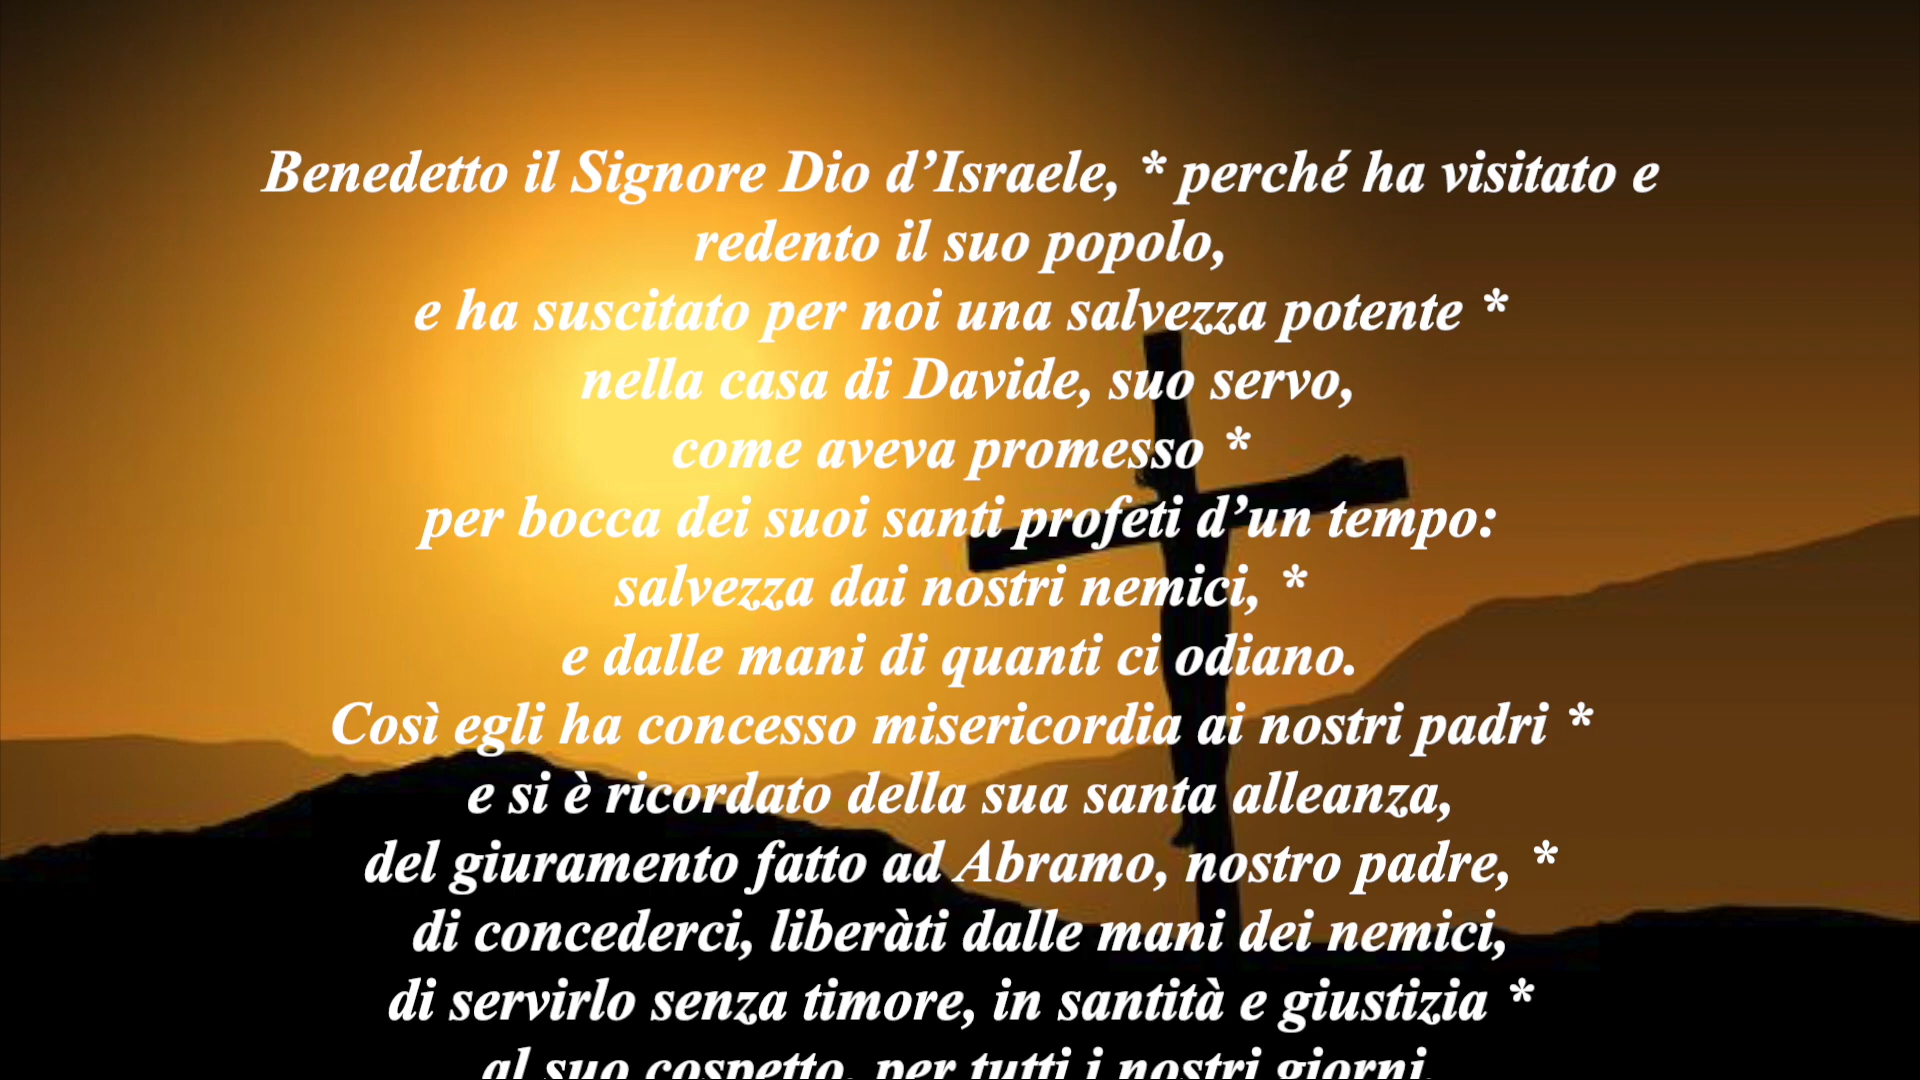 Benedetto il Signore Dio d’Israele, * perché ha visitato e
redento il suo popolo,
e ha suscitato per noi una salvezza potente *
nella casa di Davide, suo servo,
come aveva promesso *
per bocca dei suoi santi profeti d’un tempo:
salvezza dai nostri nemici, *
e dalle mani di quanti ci odiano.
Così egli ha concesso misericordia ai nostri padri *
e si è ricordato della sua santa alleanza,
del giuramento fatto ad Abramo, nostro padre, *
di concederci, liberàti dalle mani dei nemici,
di servirlo senza timore, in santità e giustizia *
al suo cospetto, per tutti i nostri giorni.